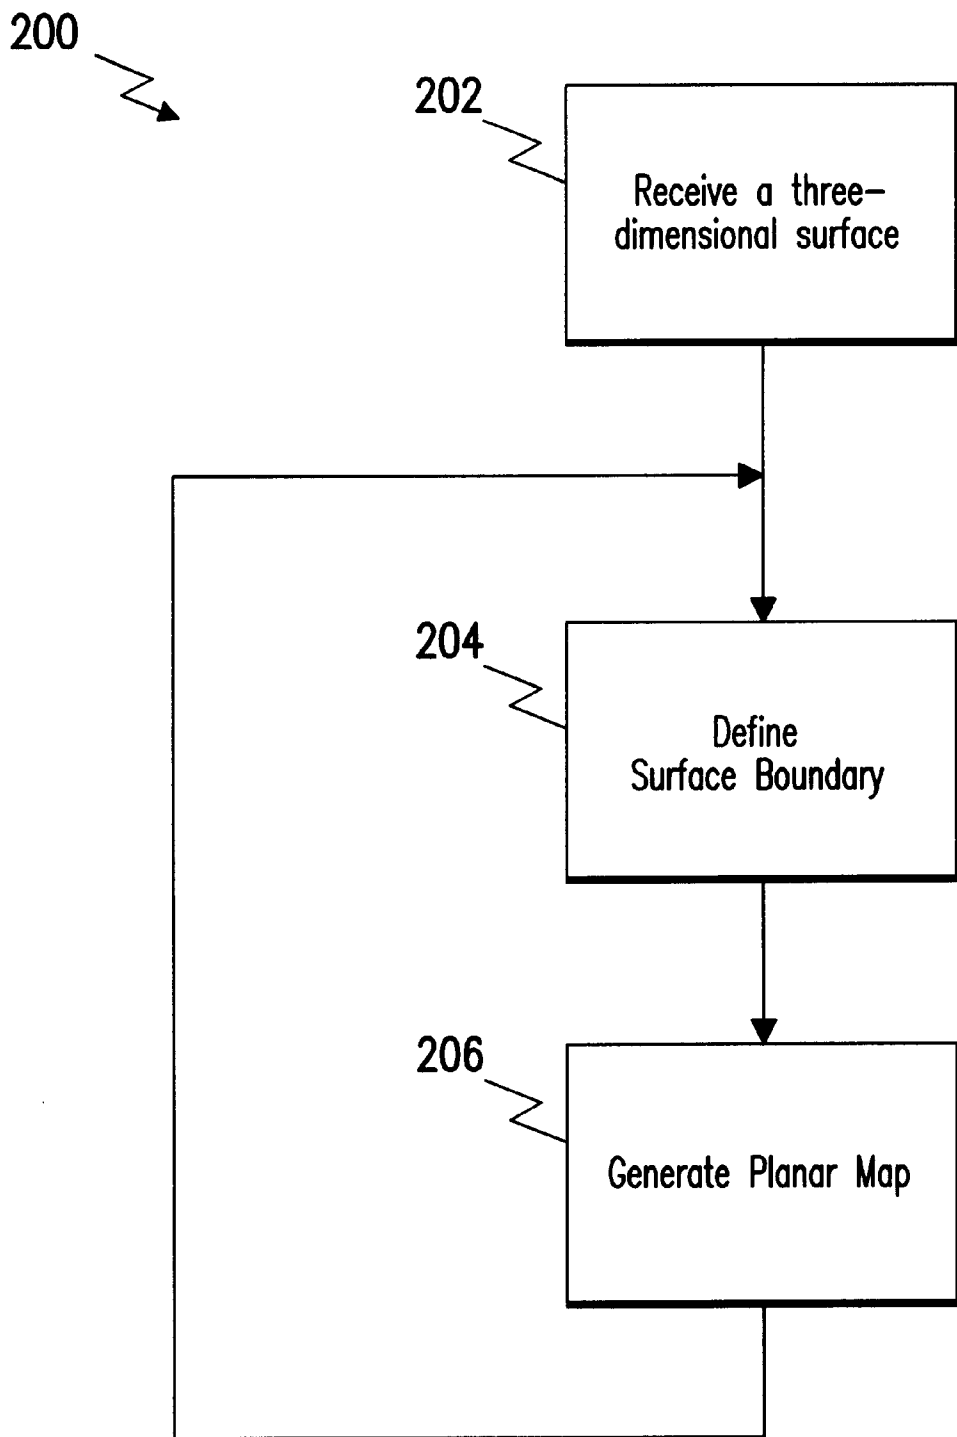 200
202
Receive a three-
dimensional surface
204
Define
Surface Boundary
206
Generate Planar Map